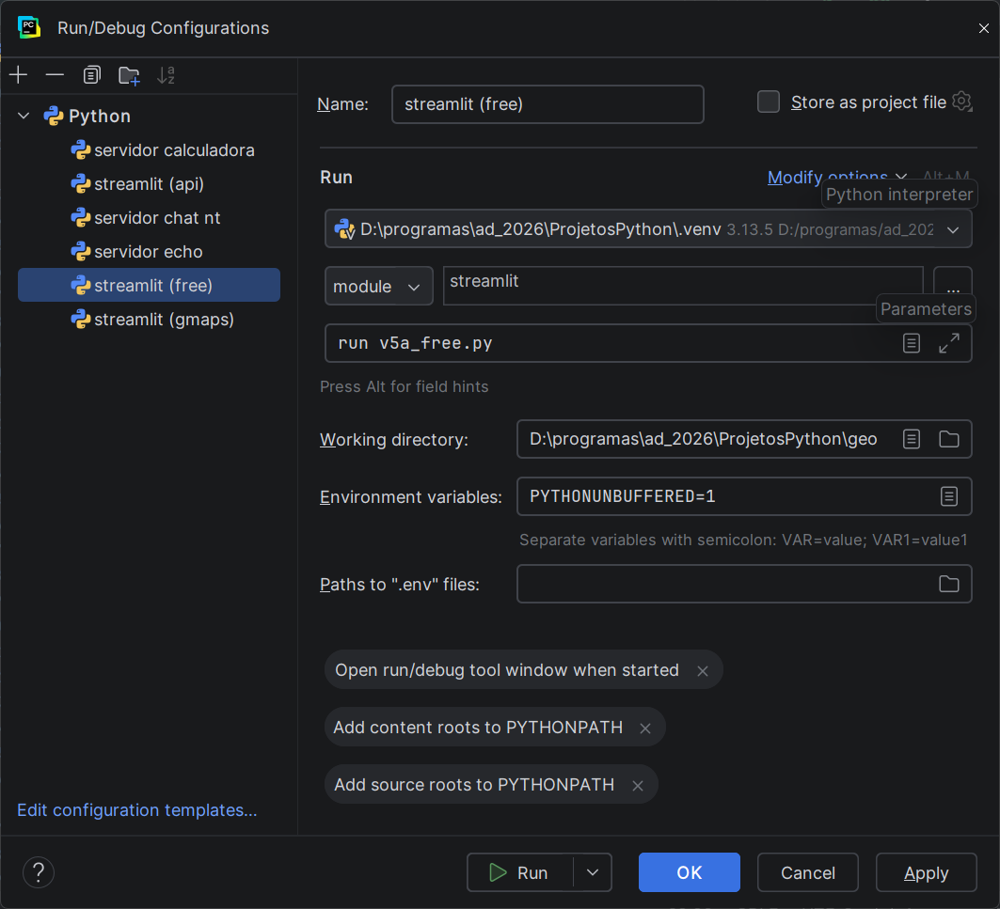 PC
Run/Debug Configurations
Python
servidor calculadora
streamlit (api)
servidor chat nt
servidor echo
streamlit (free)
streamlit (gmaps)
Edit configuration templates...
Name:
streamlit (free)
Store as project file
Run
Modify options
Alt+M
Python interpreter
D:\programas\ad_2026\ProjetosPython\.venv 3.13.5 D:/programas/ad_202
module
streamlit
...
Parameters
run v5a_free.py
Press Alt for field hints
Working directory:
D:\programas\ad_2026\ProjetosPython\geo
Environment variables:
PYTHONUNBUFFERED=1
Separate variables with semicolon: VAR=value; VAR1=value1
Paths to ".env" files:
Open run/debug tool window when started
Add content roots to PYTHONPATH
Add source roots to PYTHONPATH
?
Run
OK
Cancel
Apply